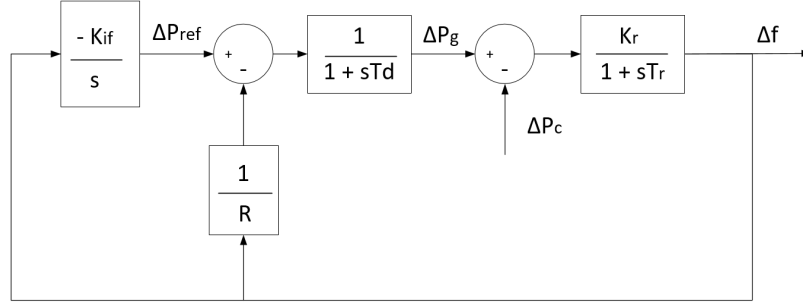 - Kif
s
ΔPref
+
-
1
1 + sTd
ΔPg
+
-
Kr
1 + sTr
Δf
ΔPc
1
R